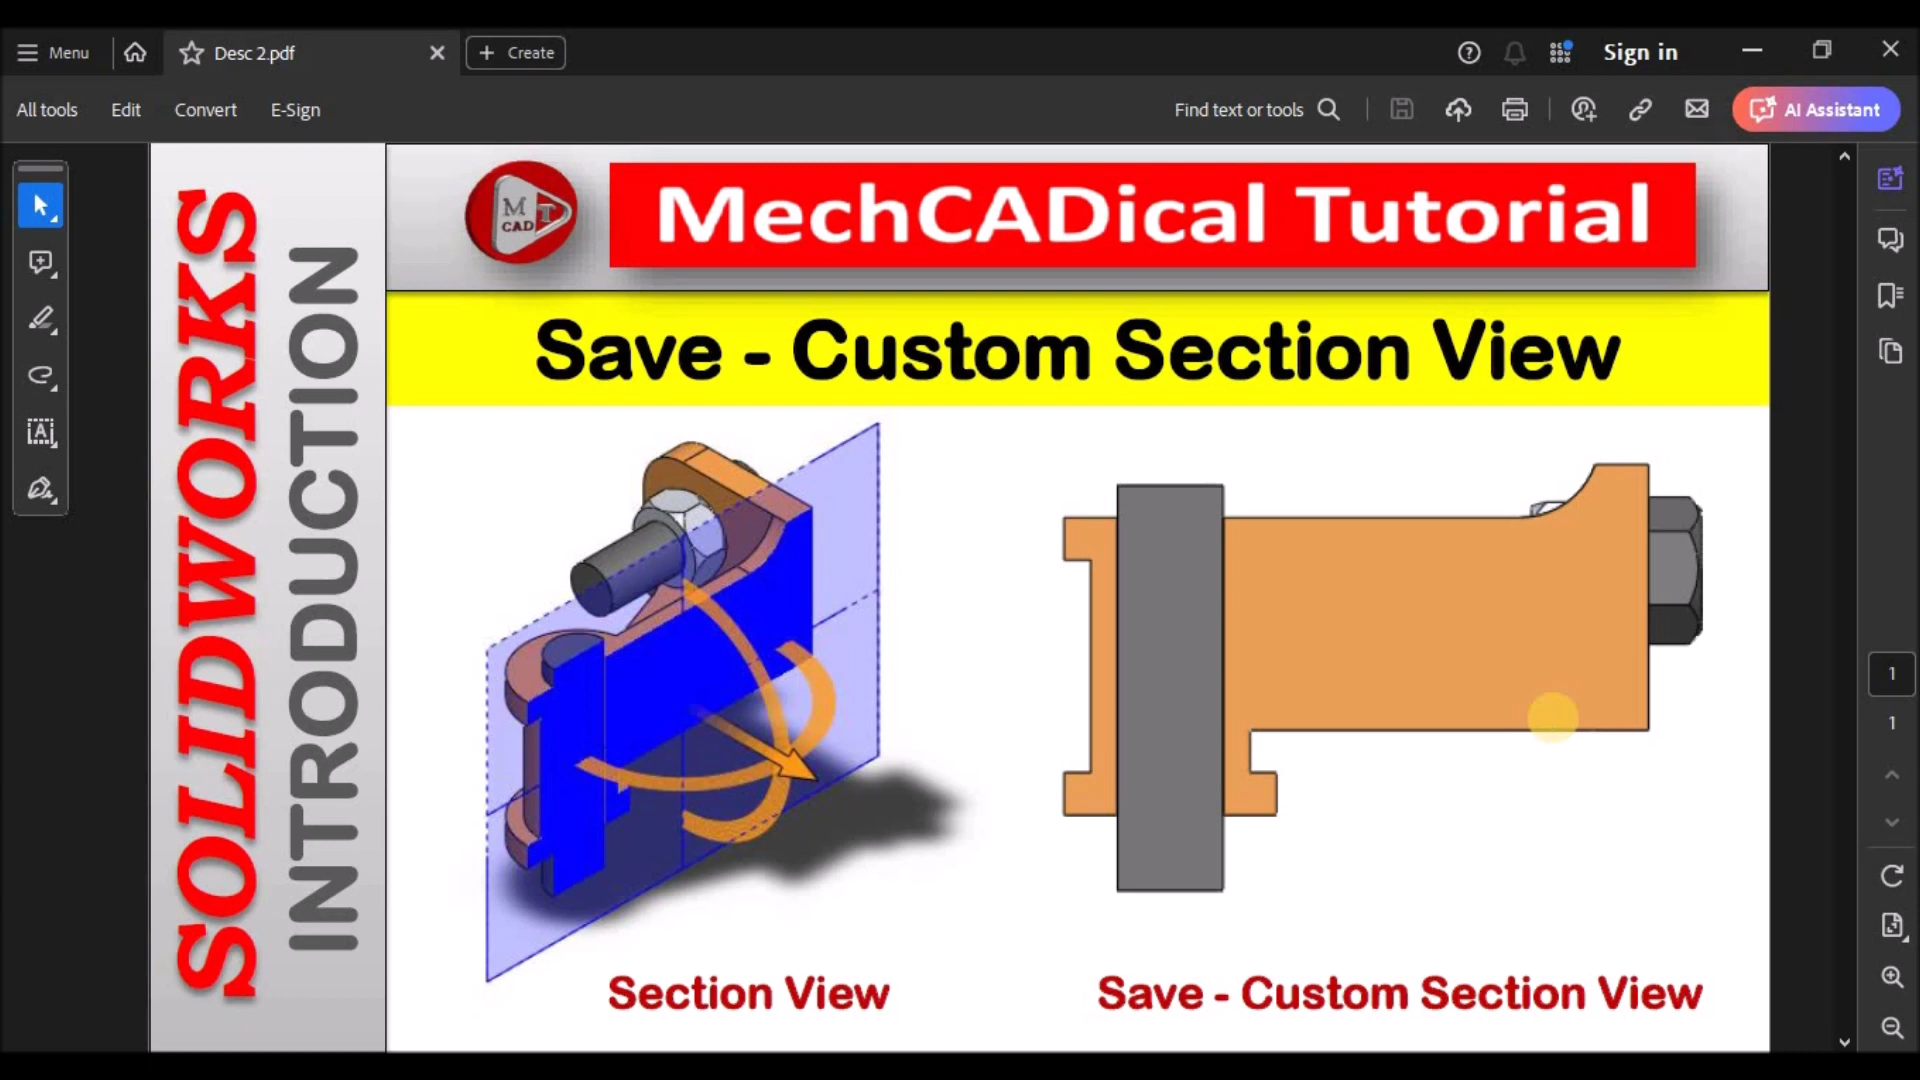 Menu
Desc 2.pdf
Create
Sign in
All tools
Edit
Convert
E-Sign
Find text or tools
AI Assistant
SOLIDWORKS
INTRODUCTION
M T
CAD
MechCADical Tutorial
Save - Custom Section View
Section View
Save - Custom Section View
1
1